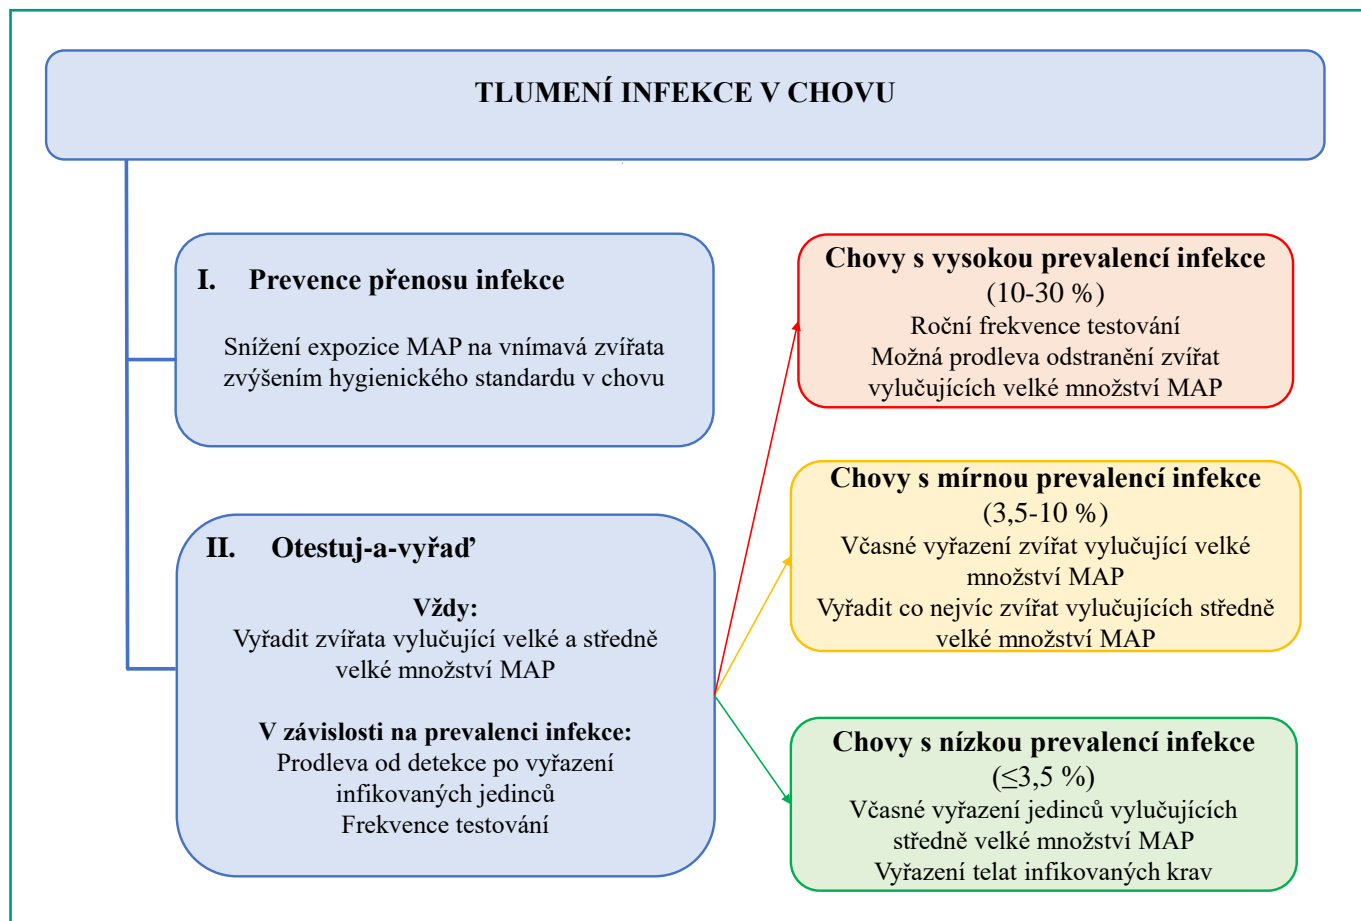 TLUMENÍ INFEKCE V CHOVU
I. Prevence přenosu infekce
Snížení expozice MAP na vnímavá zvířata
zvýšením hygienického standardu v chovu
II. Otestuj-a-vyřaď
Vždy:
Vyřadit zvířata vylučující velké a středně
velké množství MAP
V závislosti na prevalenci infekce:
Prodleva od detekce po vyřazení
infikovaných jedinců
Frekvence testování
Chovy s vysokou prevalencí infekce
(10-30 %)
Roční frekvence testování
Možná prodleva odstranění zvířat
vylučujících velké množství MAP
Chovy s mírnou prevalencí infekce
(3,5-10 %)
Včasné vyřazení zvířat vylučující velké
množství MAP
Vyřadit co nejvíc zvířat vylučujících středně
velké množství MAP
Chovy s nízkou prevalencí infekce
(≤3,5 %)
Včasné vyřazení jedinců vylučujících
středně velké množství MAP
Vyřazení telat infikovaných krav